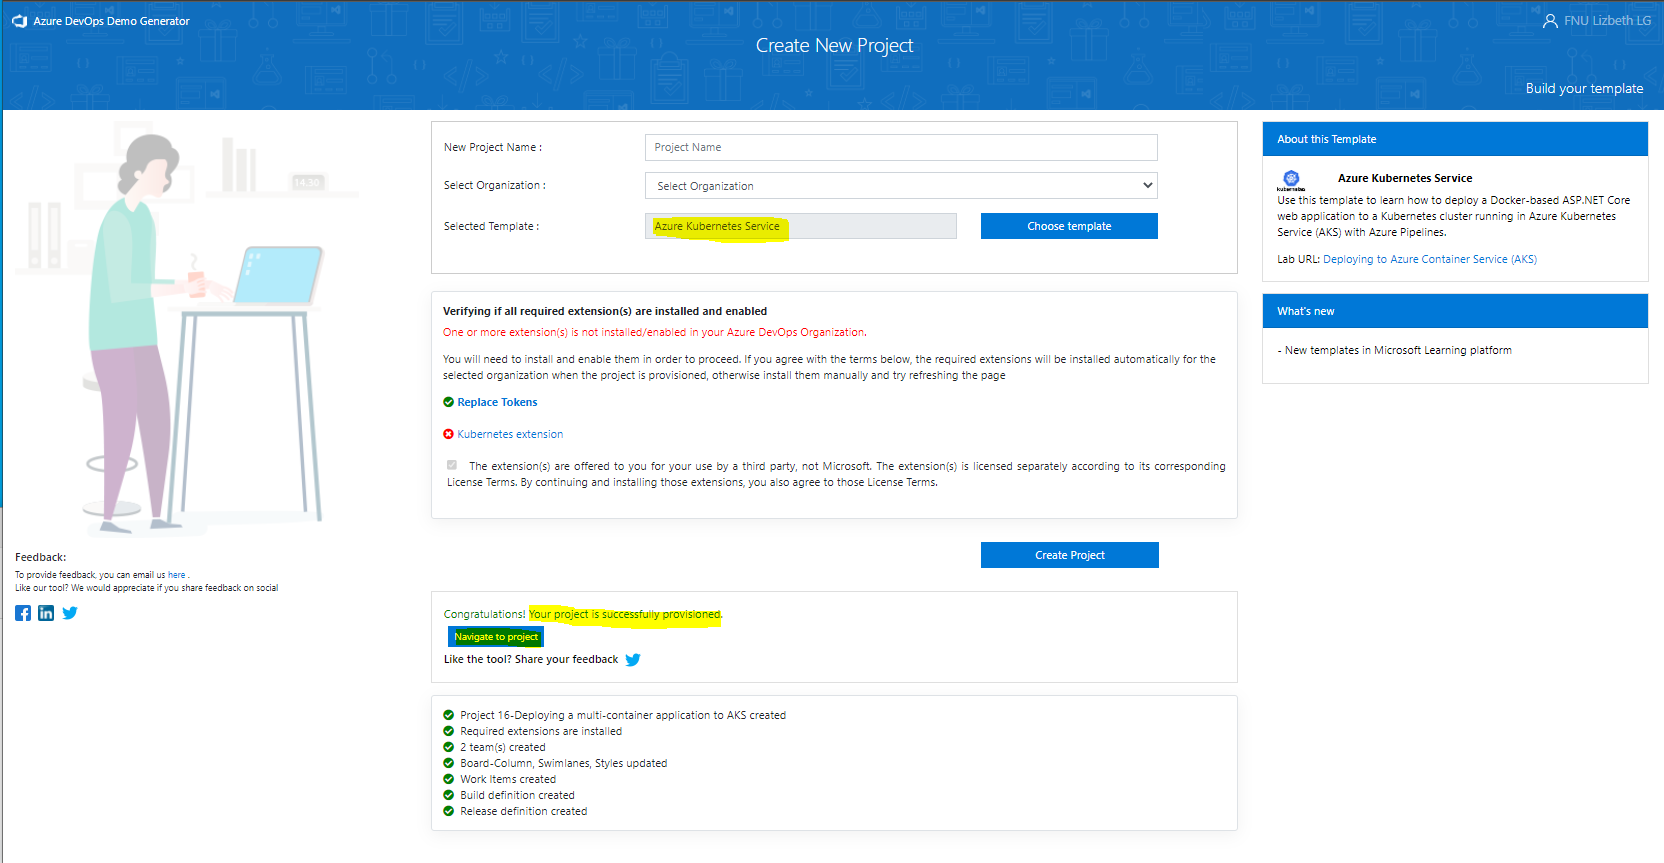 Azure DevOps Demo Generator
FNU Lizbeth LG
Create New Project
Build your template
14.30
New Project Name :
Project Name
Select Organization :
Select Organization
Selected Template :
Azure Kubernetes Service
Choose template
Verifying if all required extension(s) are installed and enabled
One or more extension(s) is not installed/enabled in your Azure DevOps Organization.
You will need to install and enable them in order to proceed. If you agree with the terms below, the required extensions will be installed automatically for the
selected organization when the project is provisioned, otherwise install them manually and try refreshing the page
Replace Tokens
Kubernetes extension
The extension(s) are offered to you for your use by a third party, not Microsoft. The extension(s) is licensed separately according to its corresponding
License Terms. By continuing and installing those extensions, you also agree to those License Terms.
Create Project
Congratulations! Your project is successfully provisioned.
Navigate to project
Like the tool? Share your feedback
Project 16-Deploying a multi-container application to AKS created
Required extensions are installed
2 team(s) created
Board-Column, Swimlanes, Styles updated
Work Items created
Build definition created
Release definition created
About this Template
kubernetes
Azure Kubernetes Service
Use this template to learn how to deploy a Docker-based ASP.NET Core
web application to a Kubernetes cluster running in Azure Kubernetes
Service (AKS) with Azure Pipelines.
Lab URL: Deploying to Azure Container Service (AKS)
What's new
- New templates in Microsoft Learning platform
Feedback:
To provide feedback, you can email us here .
Like our tool? We would appreciate if you share feedback on social